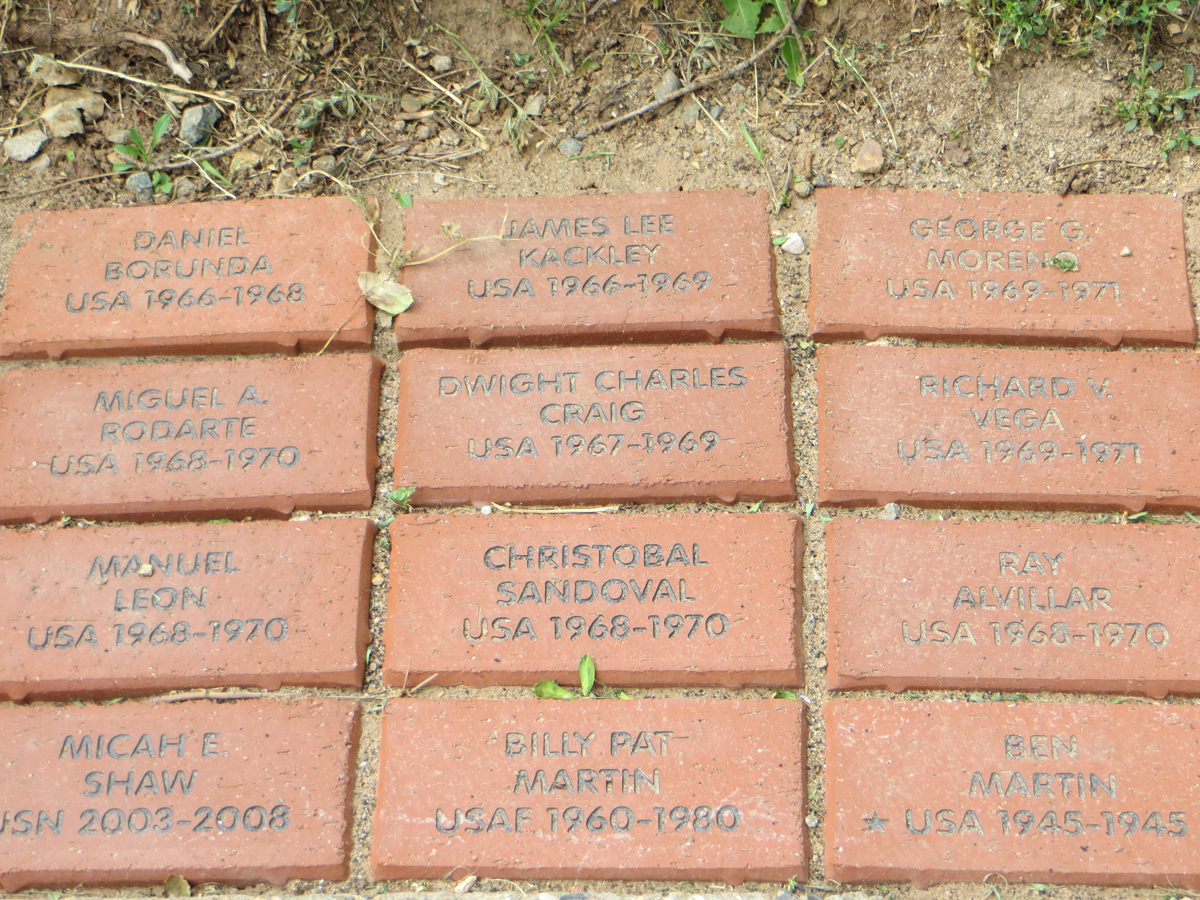 DANIEL
BORUNDA
USA 1966-1968
JAMES LEE
KACKLEY
USA 1966-1969
GEORGE G.
MORENO
USA 1969-1971
MIGUEL A.
RODARTE
USA 1968-1970
DWIGHT CHARLES
CRAIG
USA 1967-1969
RICHARD V.
VEGA
USA 1969-1971
MANUEL
LEON
USA 1968-1970
CHRISTOBAL
SANDOVAL
USA 1968-1970
RAY
ALVILLAR
USA 1968-1970
MICAH E.
SHAW
USN 2003-2008
BILLY PAT
MARTIN
USAF 1960-1980
BEN
MARTIN
★ USA 1945-1945